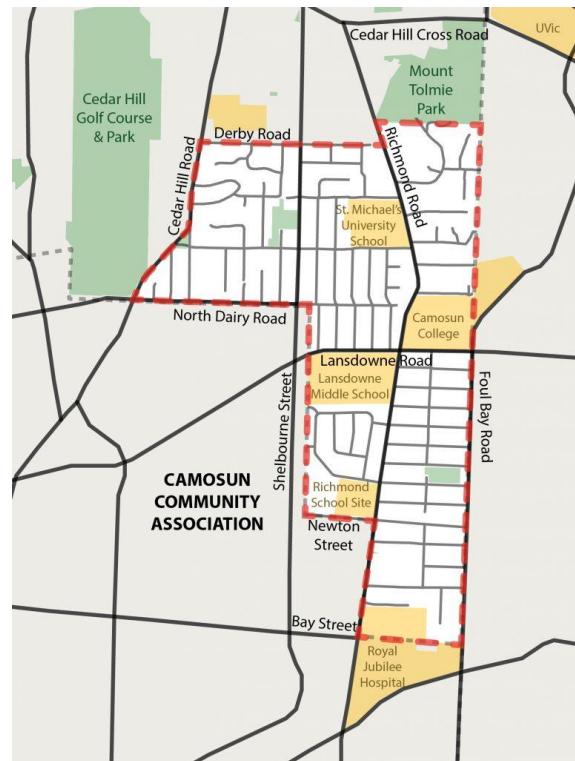 Cedar Hill Cross Road
UVic
Mount
Tolmie
Park
Cedar Hill
Golf Course
& Park
Derby Road
Richmond Road
Cedar Hill Road
St. Michael's
University
School
North Dairy Road
Camosun
College
Lansdowne Road
Lansdowne
Middle School
Shelbourne Street
Foul Bay Road
CAMOSUN
COMMUNITY
ASSOCIATION
Richmond
School Site
Newton
Street
Bay Street
Royal
Jubilee
Hospital